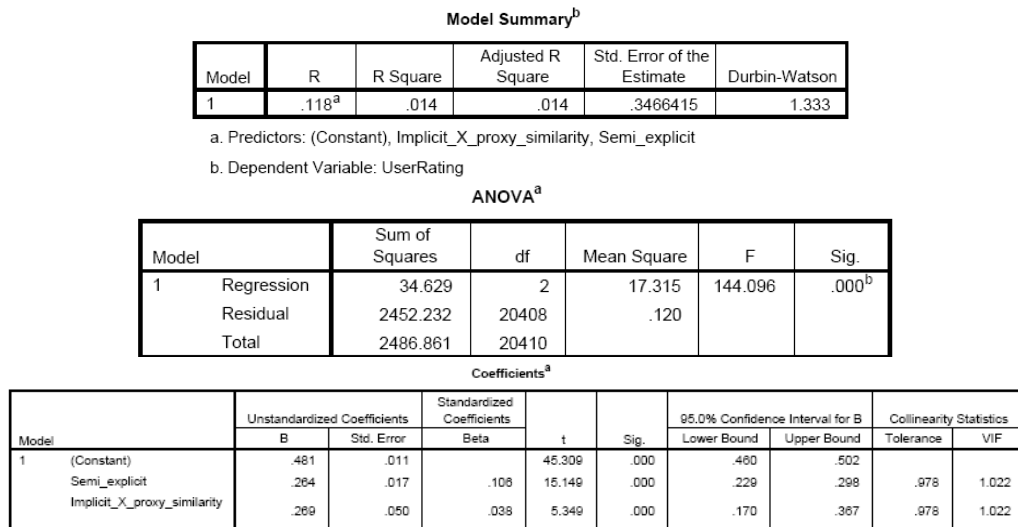 Model Summaryb
Model R R Square Adjusted R Square Std. Error of the Estimate Durbin-Watson
1 .118a .014 .014 .3466415 1.333
a. Predictors: (Constant), Implicit_X_proxy_similarity, Semi_explicit
b. Dependent Variable: UserRating
ANOVAa
Model Sum of Squares df Mean Square F Sig.
1 Regression 34.629 2 17.315 144.096 .000b
Residual 2452.232 20408 .120
Total 2486.861 20410
Coefficientsa
Model Unstandardized Coefficients Standardized Coefficients t Sig. 95.0% Confidence Interval for B Collinearity Statistics
B Std. Error Beta Lower Bound Upper Bound Tolerance VIF
1 (Constant) .481 .011 45.309 .000 .460 .502
Semi_explicit .264 .017 .106 15.149 .000 .229 .298 .978 1.022
Implicit_X_proxy_similarity .269 .050 .038 5.349 .000 .170 .367 .978 1.022